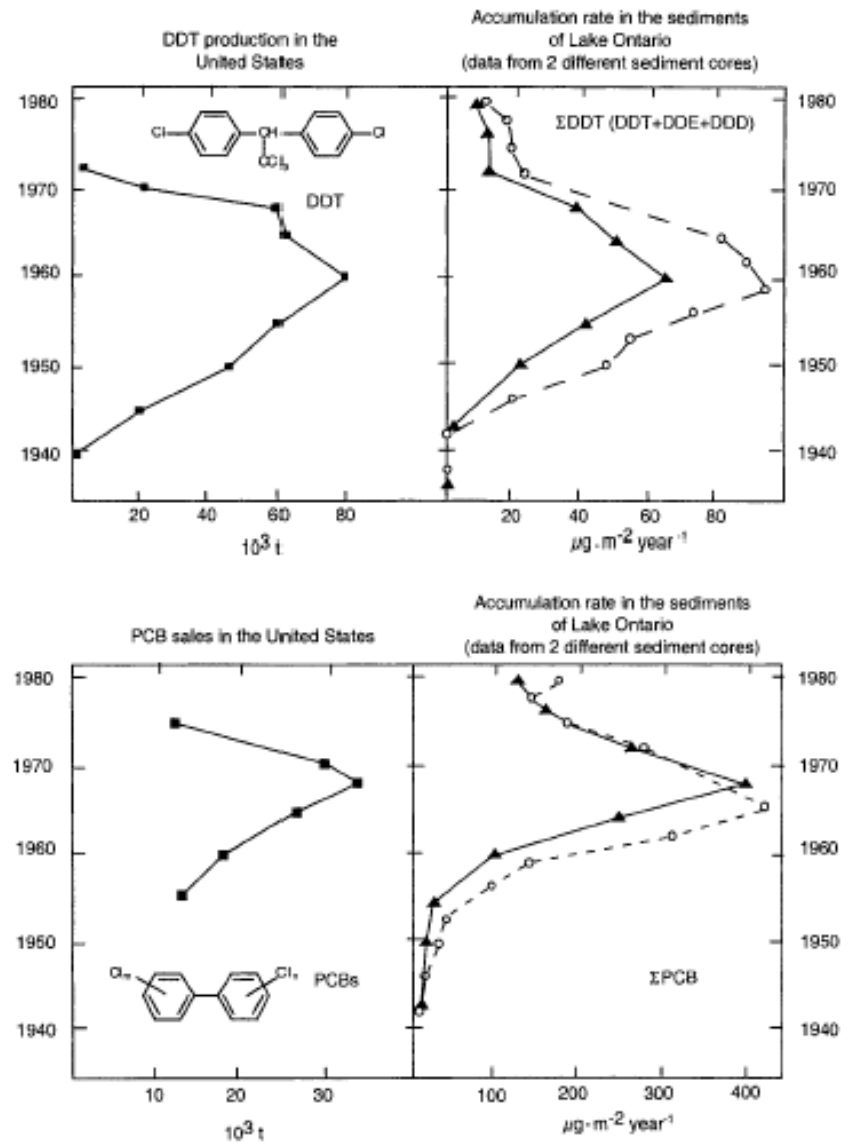 DDT production in the
United States
Accumulation rate in the sediments
of Lake Ontario
(data from 2 different sediment cores)
1980
1970
1960
1950
1940
Cl
CH
Cl
CCl₃
DDT
20
40
60
80
10³ t
ΣDDT (DDT+DDE+DDD)
1980
1970
1960
1950
1940
20
40
60
80
µg·m⁻² year⁻¹
PCB sales in the United States
Accumulation rate in the sediments
of Lake Ontario
(data from 2 different sediment cores)
1980
1970
1960
1950
1940
Clₘ
Clₙ
PCBs
10
20
30
10³ t
ΣPCB
1980
1970
1960
1950
1940
100
200
300
400
µg·m⁻² year⁻¹